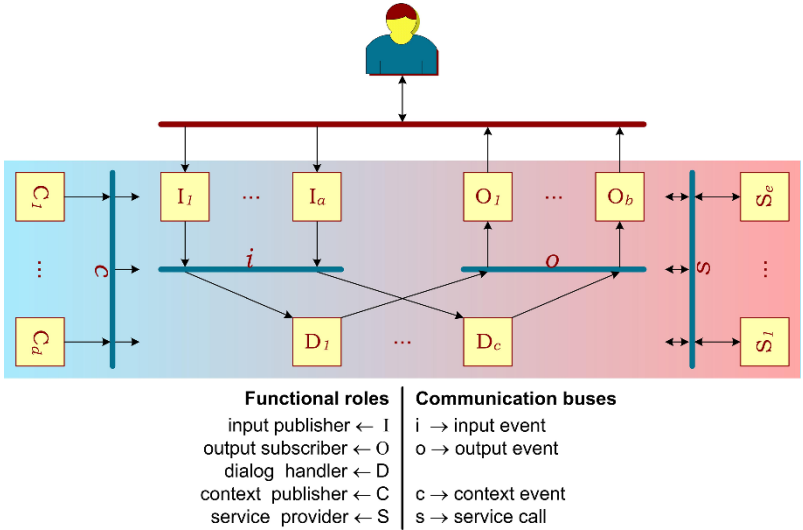 C1 I1 ... Ia O1 ... Ob Se
... c i o s ...
Cd D1 ... Dc S1
Functional roles Communication buses
input publisher ← I i → input event
output subscriber ← O o → output event
dialog handler ← D
context publisher ← C c → context event
service provider ← S s → service call